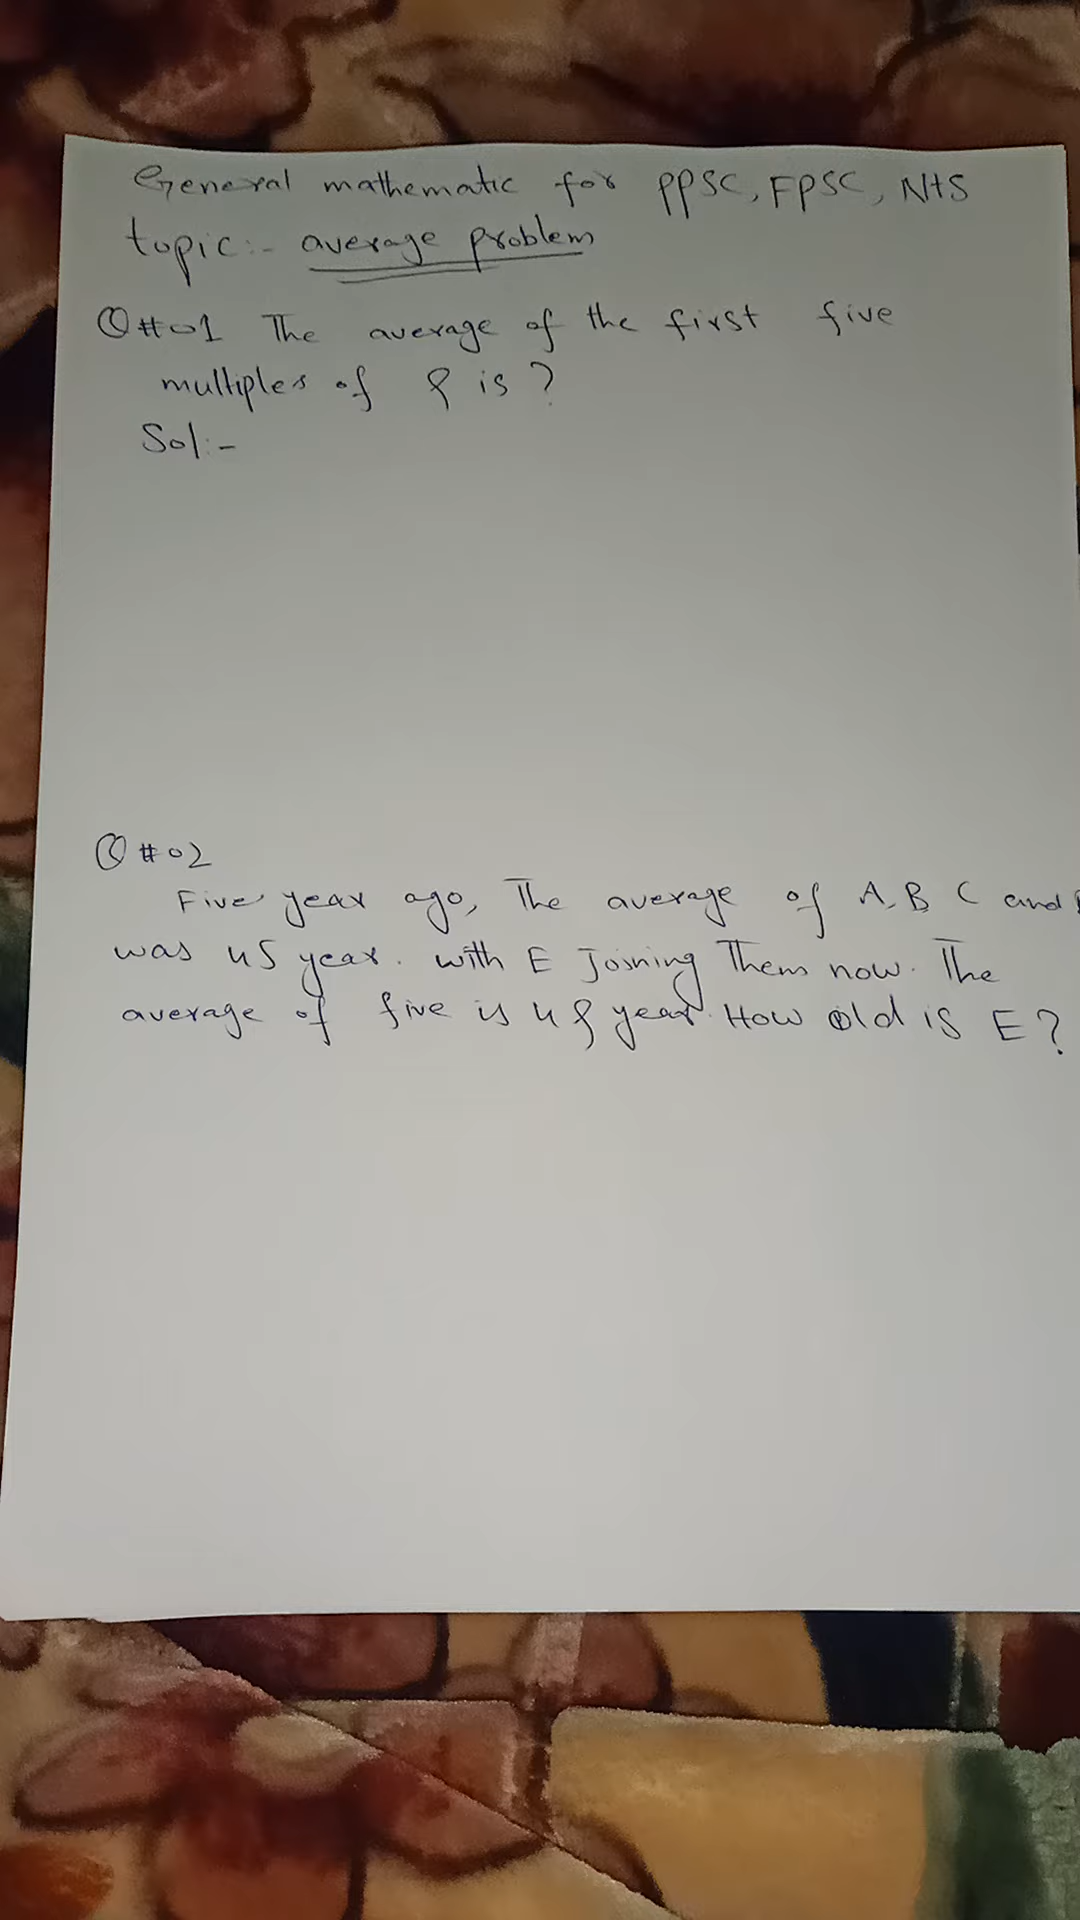 General mathematic for PPSC, FPSC, NTS
topic:- average problem
Q#01 The average of the first five
multiples of 9 is?
Sol:-
Q#02
Five year ago, The average of A, B, C and
was 45 year. with E Joining Them now. The
average of five is 49 year. How old is E?